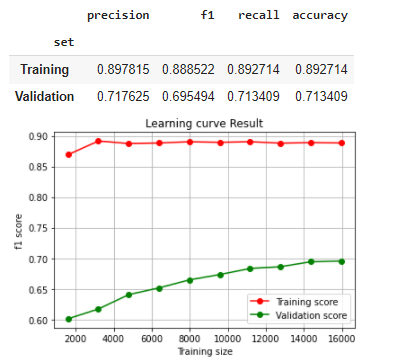 precision f1 recall accuracy
set
Training 0.897815 0.888522 0.892714 0.892714
Validation 0.717625 0.695494 0.713409 0.713409
Learning curve Result
0.90
0.85
0.80
0.75
0.70
0.65
0.60
f1 score
Training score
Validation score
2000 4000 6000 8000 10000 12000 14000 16000
Training size